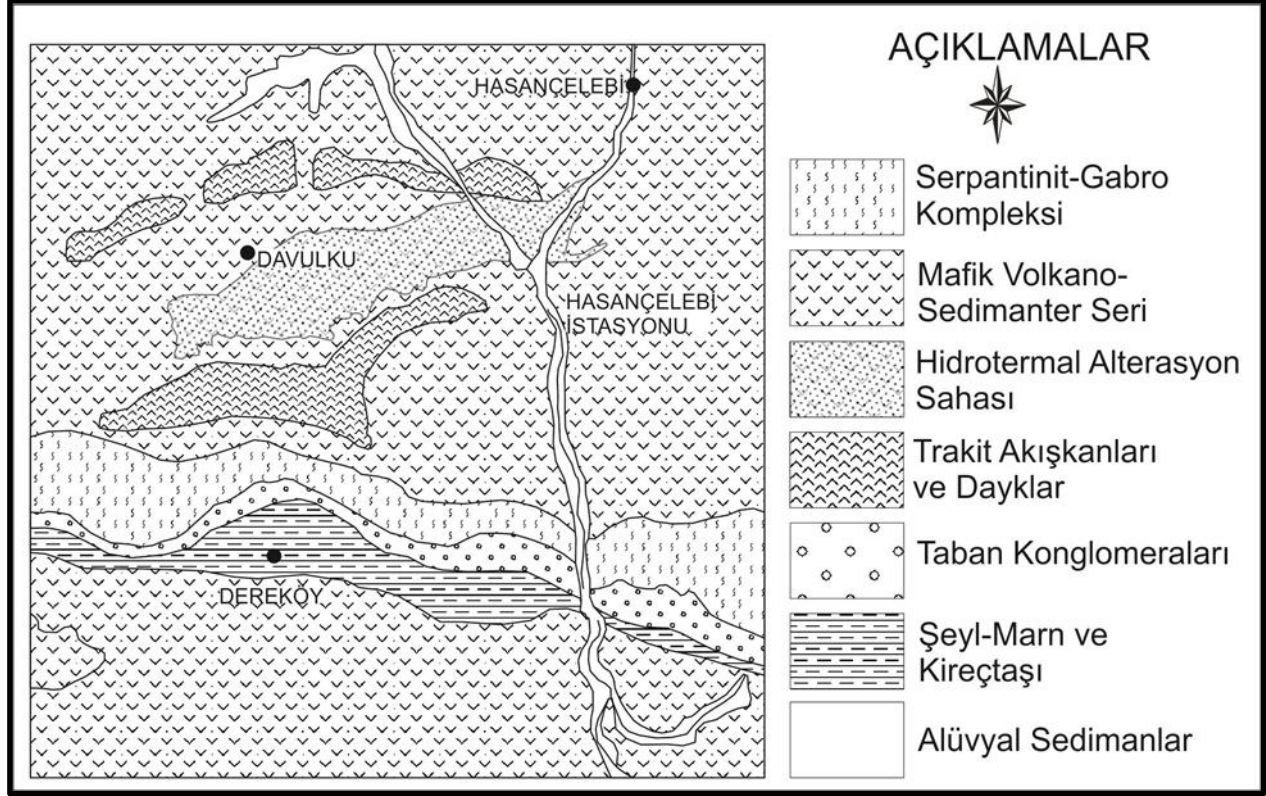 HASANÇELEBİ
DAVULKU
HASANÇELEBİ
İSTASYONU
DEREKÖY
AÇIKLAMALAR
Serpantinit-Gabro
Kompleksi
Mafik Volkano-
Sedimanter Seri
Hidrotermal Alterasyon
Sahası
Trakit Akışkanları
ve Dayklar
Taban Konglomeraları
Şeyl-Marn ve
Kireçtaşı
Alüvyal Sedimanlar